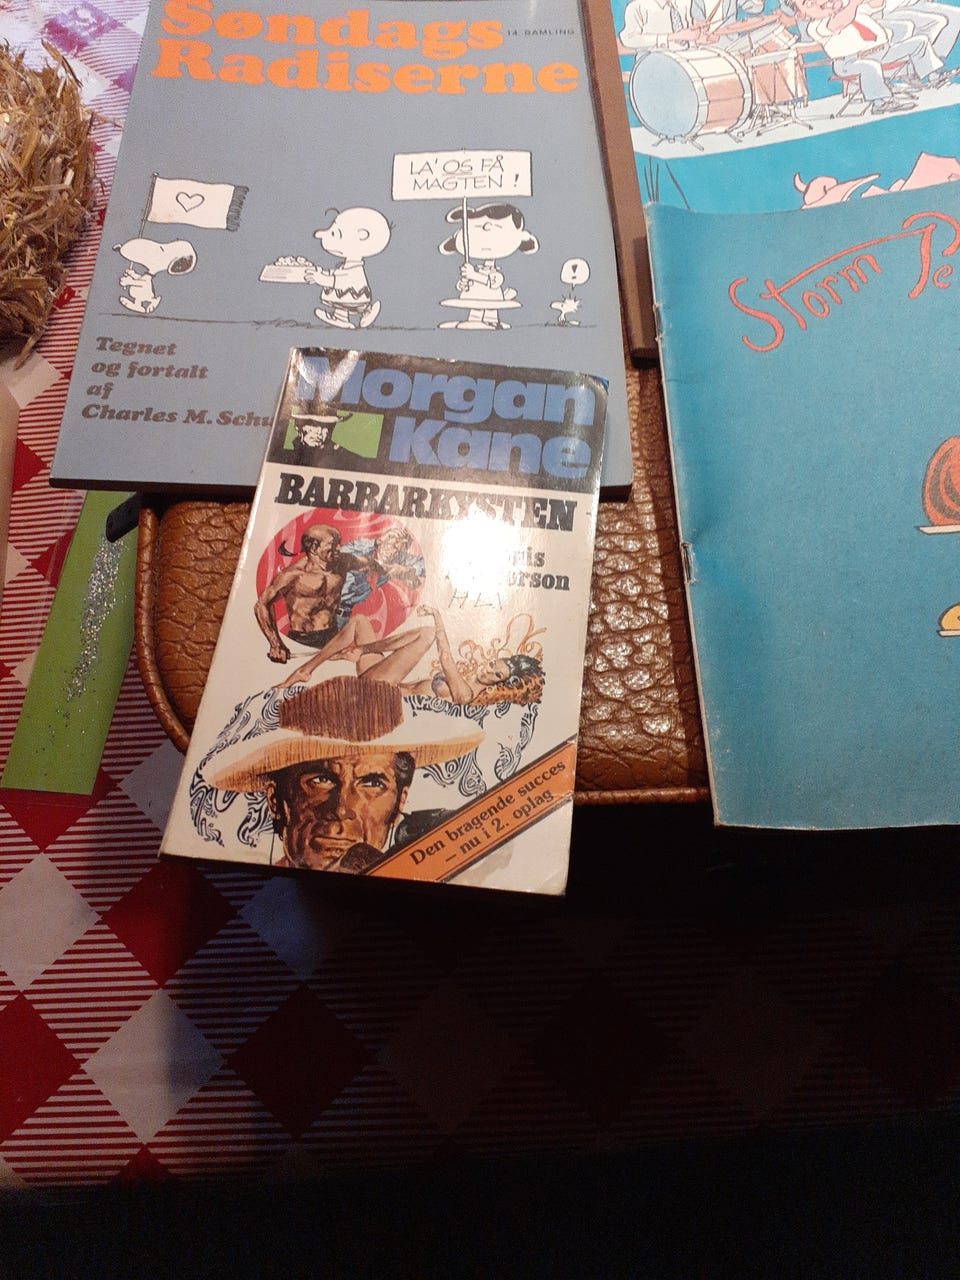 Søndags
Radiserne
14. SAMLING
LA' OS FÅ
MAGTEN !
!
Tegnet
og fortalt
af
Charles M. Schu
Morgan
Kane
BARBARKYSTEN
Den bragende succes
– nu i 2. oplag
Storm Pe